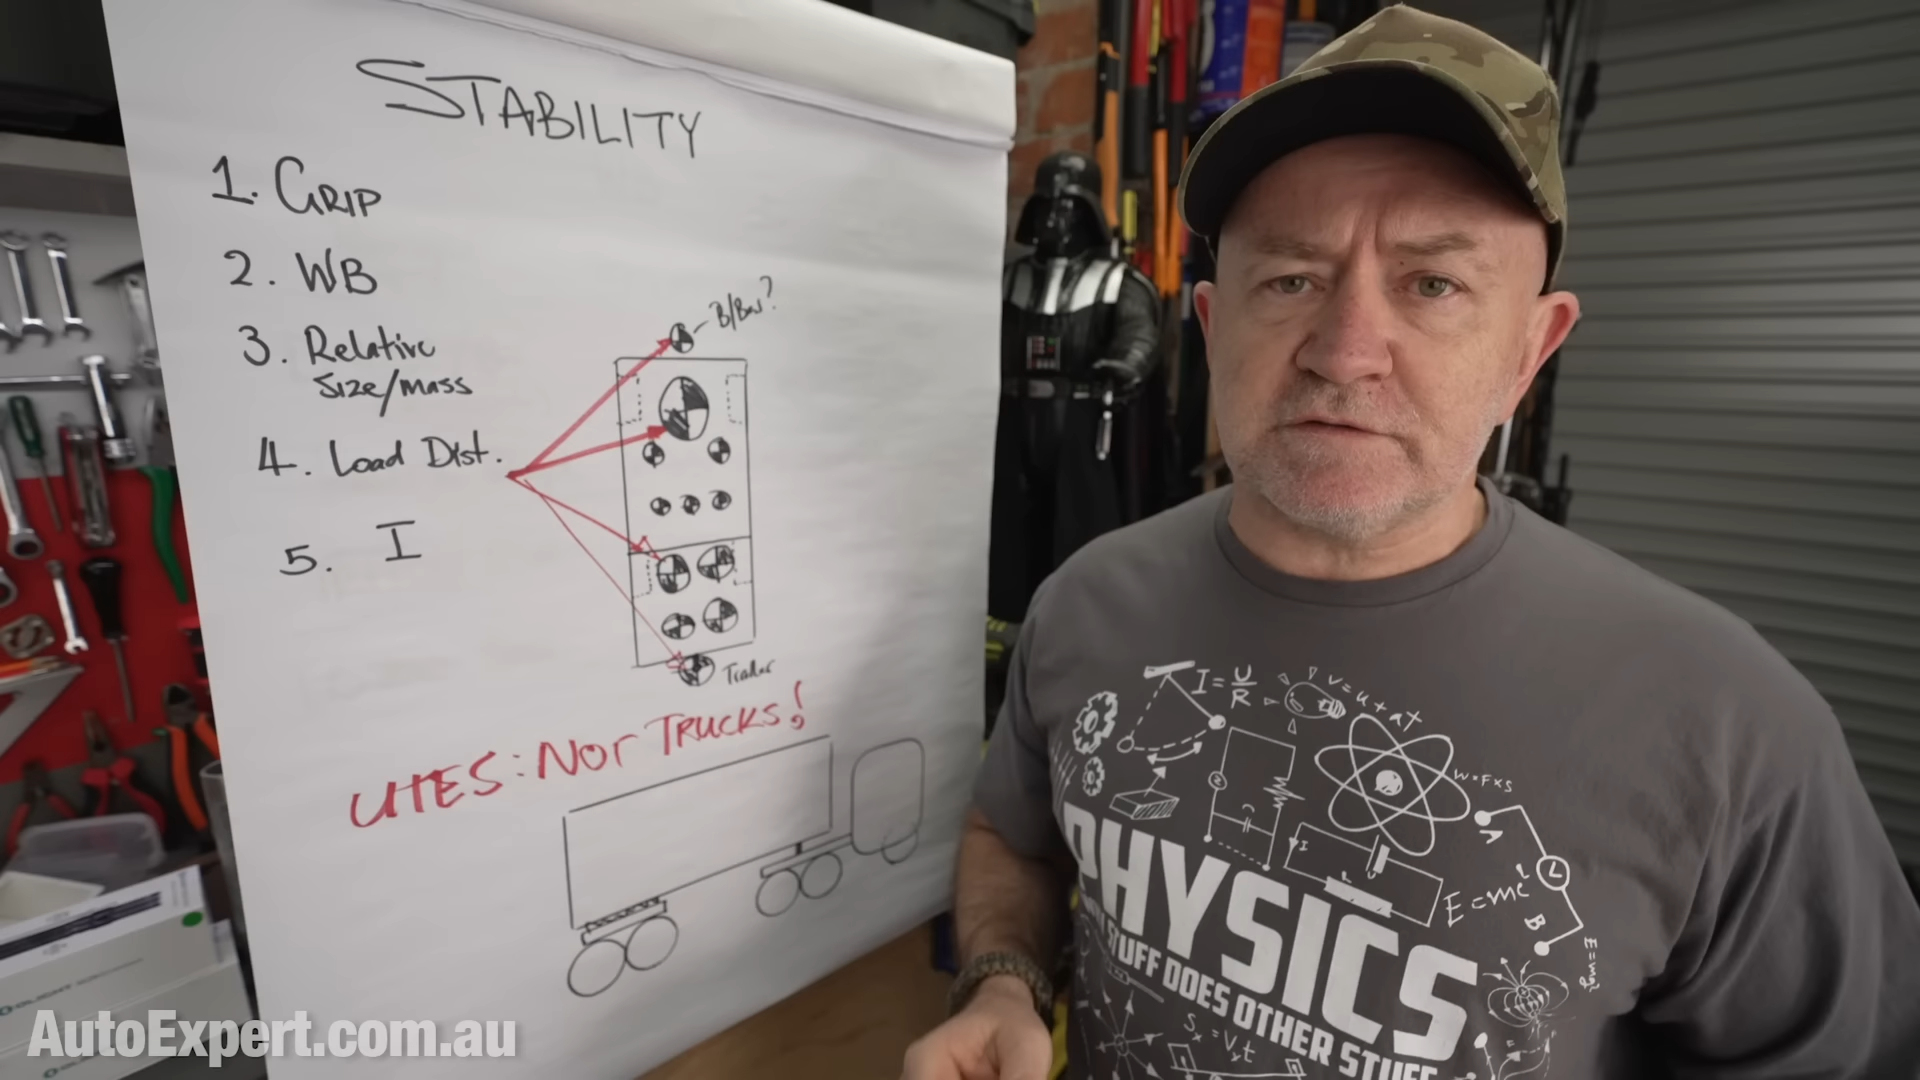 STABILITY
1. GRIP
2. WB
3. Relative
Size/mass
4. Load Dist.
5. I
B/Bar?
Trailer
UTES: NOT TRUCKS!
I = U/R
v = u + at
W = F × s
A
E = mc²
B
PHYSICS
STUFF DOES OTHER STUFF
AutoExpert.com.au